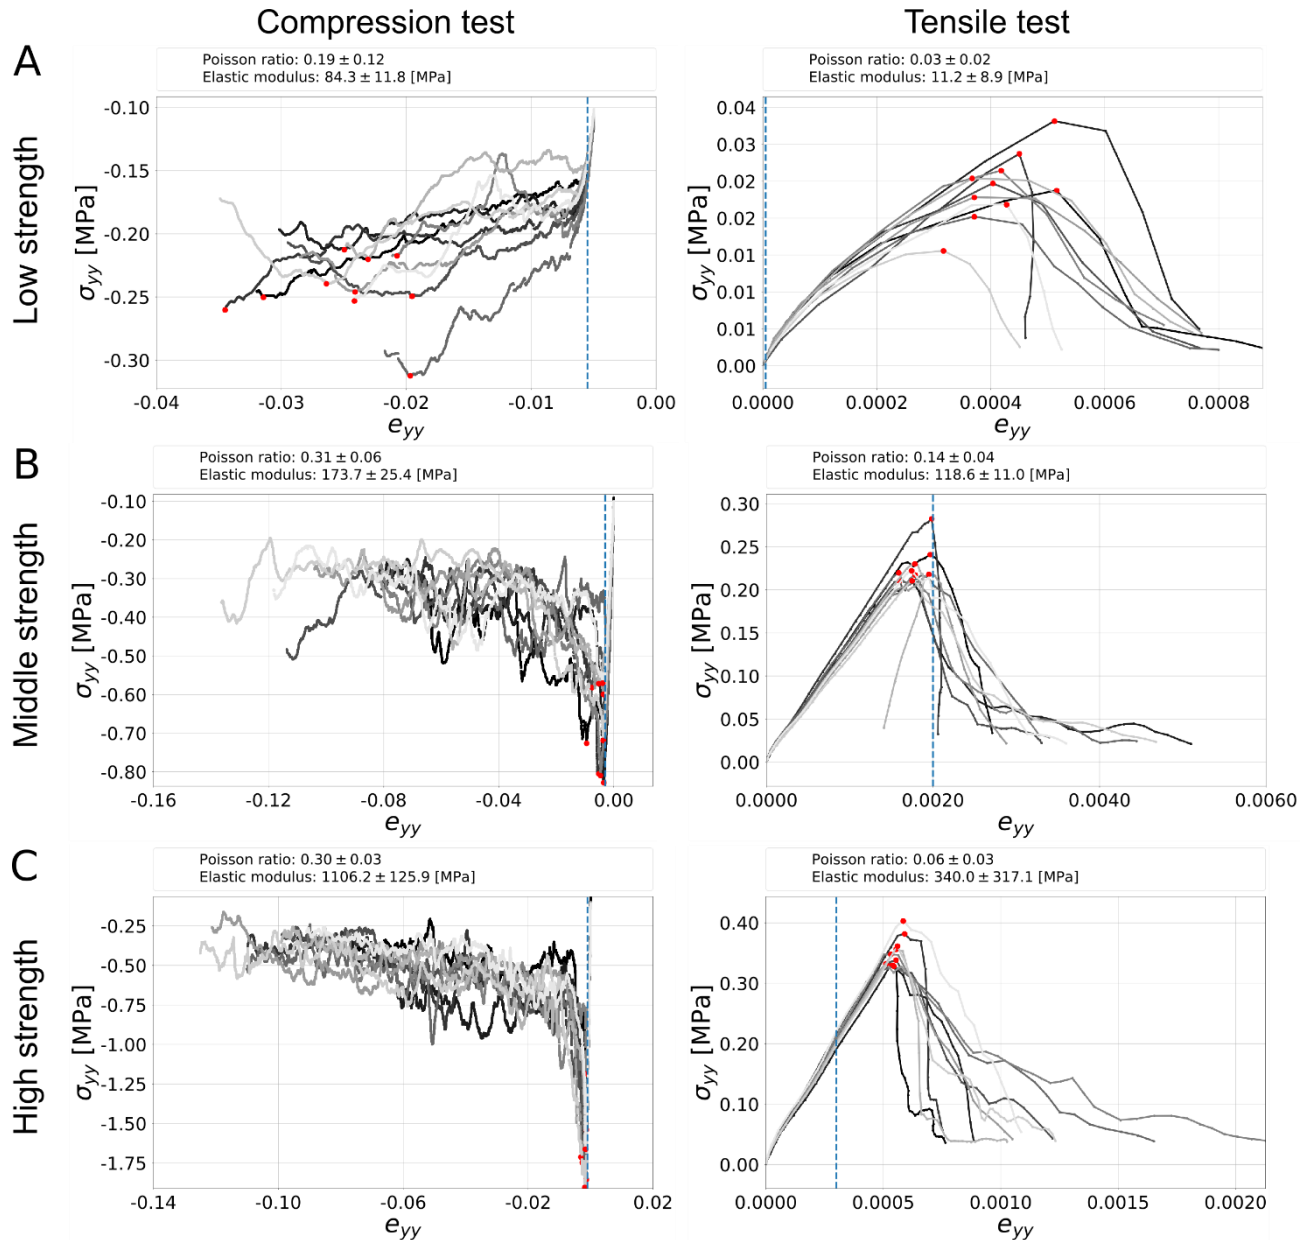 Compression test
Tensile test
A
Low strength
Poisson ratio: 0.19 ± 0.12
Elastic modulus: 84.3 ± 11.8 [MPa]
-0.10
-0.15
-0.20
-0.25
-0.30
σyy [MPa]
-0.04 -0.03 -0.02 -0.01 0.00
eyy
Poisson ratio: 0.03 ± 0.02
Elastic modulus: 11.2 ± 8.9 [MPa]
0.04
0.03
0.02
0.02
0.01
0.01
0.00
σyy [MPa]
0.0000 0.0002 0.0004 0.0006 0.0008
eyy
B
Middle strength
Poisson ratio: 0.31 ± 0.06
Elastic modulus: 173.7 ± 25.4 [MPa]
-0.10
-0.20
-0.30
-0.40
-0.50
-0.60
-0.70
-0.80
σyy [MPa]
-0.16 -0.12 -0.08 -0.04 0.00
eyy
Poisson ratio: 0.14 ± 0.04
Elastic modulus: 118.6 ± 11.0 [MPa]
0.30
0.25
0.20
0.15
0.10
0.05
0.00
σyy [MPa]
0.0000 0.0020 0.0040 0.0060
eyy
C
High strength
Poisson ratio: 0.30 ± 0.03
Elastic modulus: 1106.2 ± 125.9 [MPa]
-0.25
-0.50
-0.75
-1.00
-1.25
-1.50
-1.75
σyy [MPa]
-0.14 -0.10 -0.06 -0.02 0.02
eyy
Poisson ratio: 0.06 ± 0.03
Elastic modulus: 340.0 ± 317.1 [MPa]
0.40
0.30
0.20
0.10
0.00
σyy [MPa]
0.0000 0.0005 0.0010 0.0015 0.0020
eyy